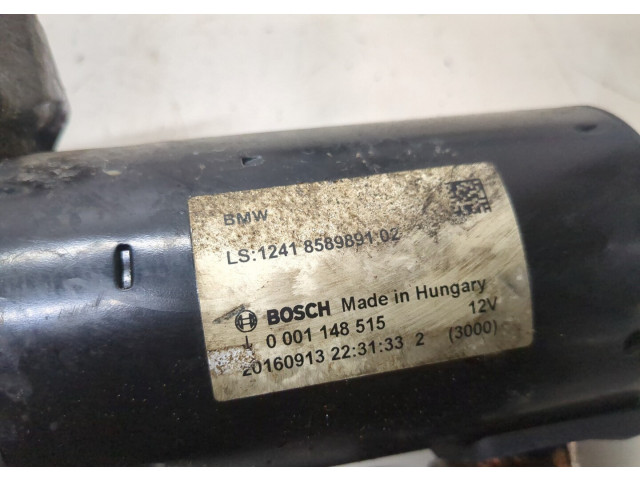 BMW
LS:1241 8589891.02
BOSCH Made in Hungary
0 001 148 515 12V
20160913 22:31:33 2 (3000)